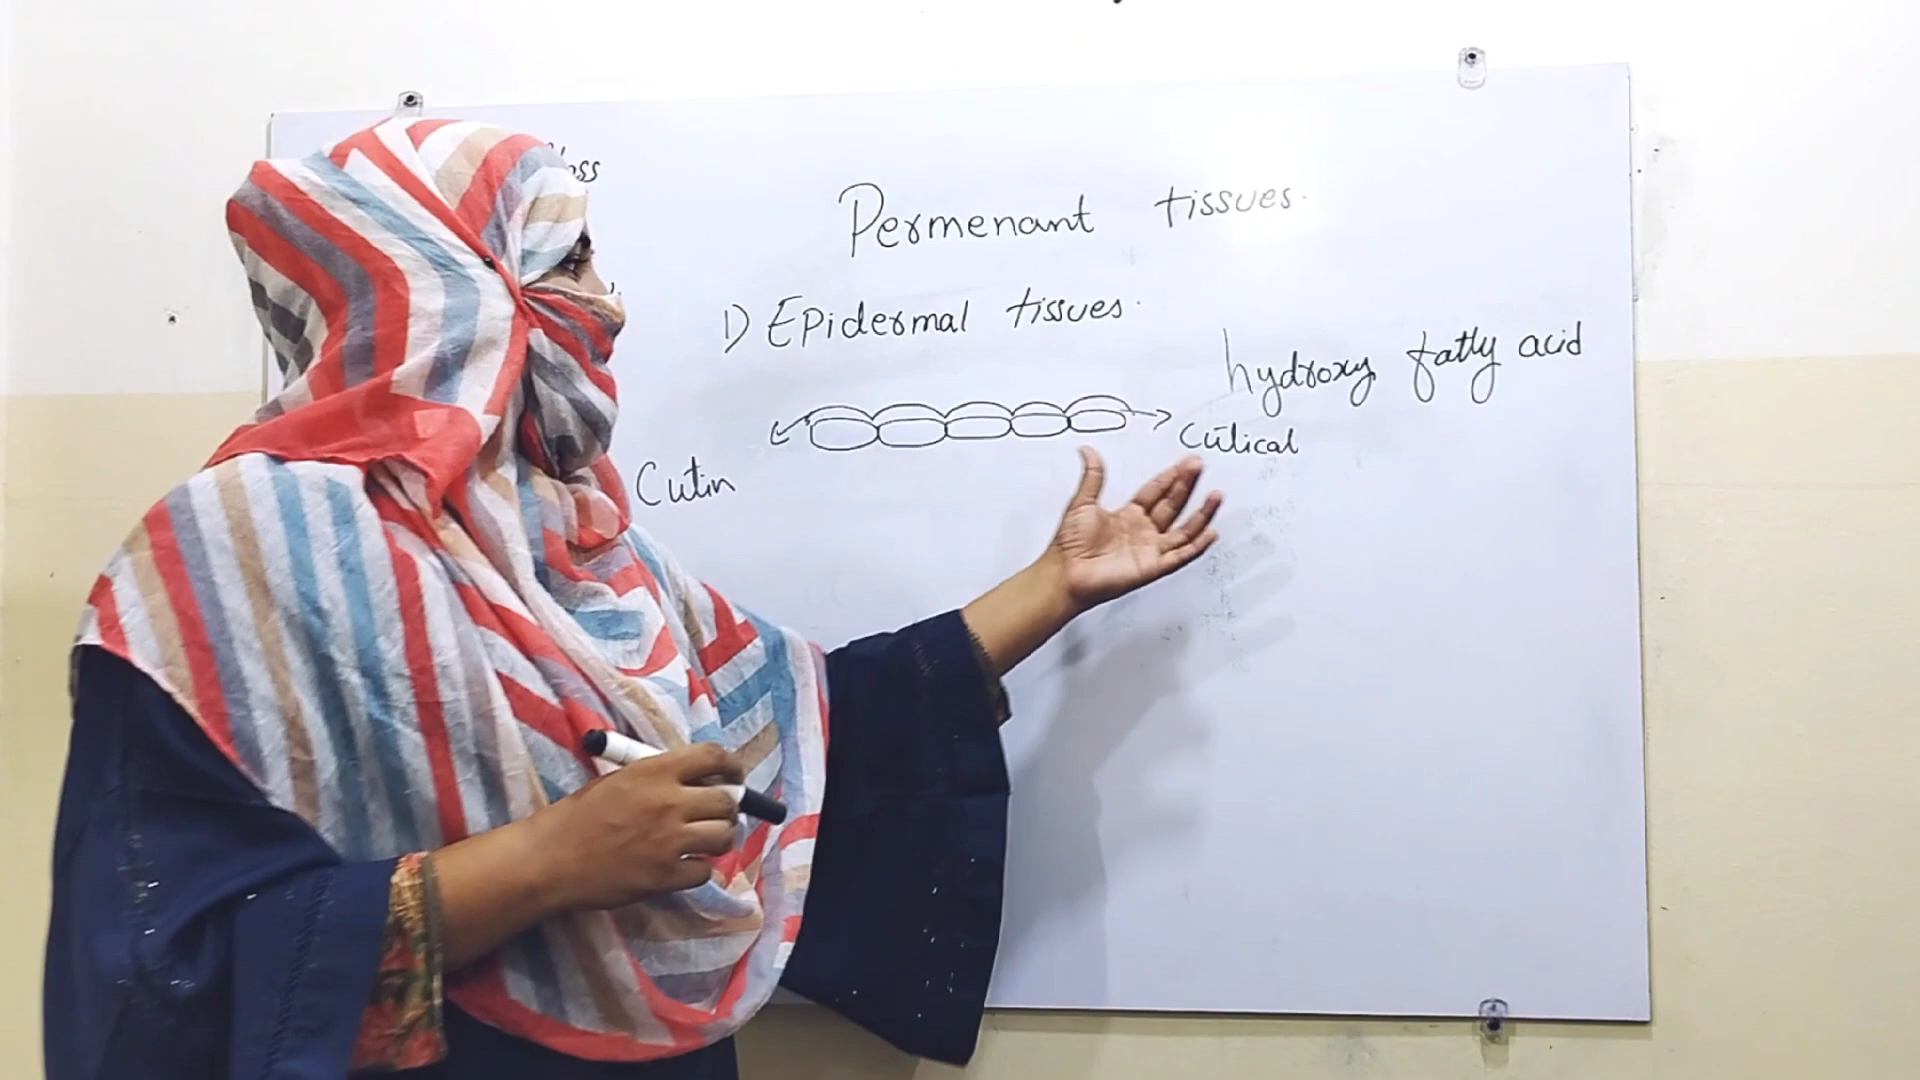 Permenant tissues.
1) Epidermal tissues.
hydroxy fatty acid
Cutical
Cutin